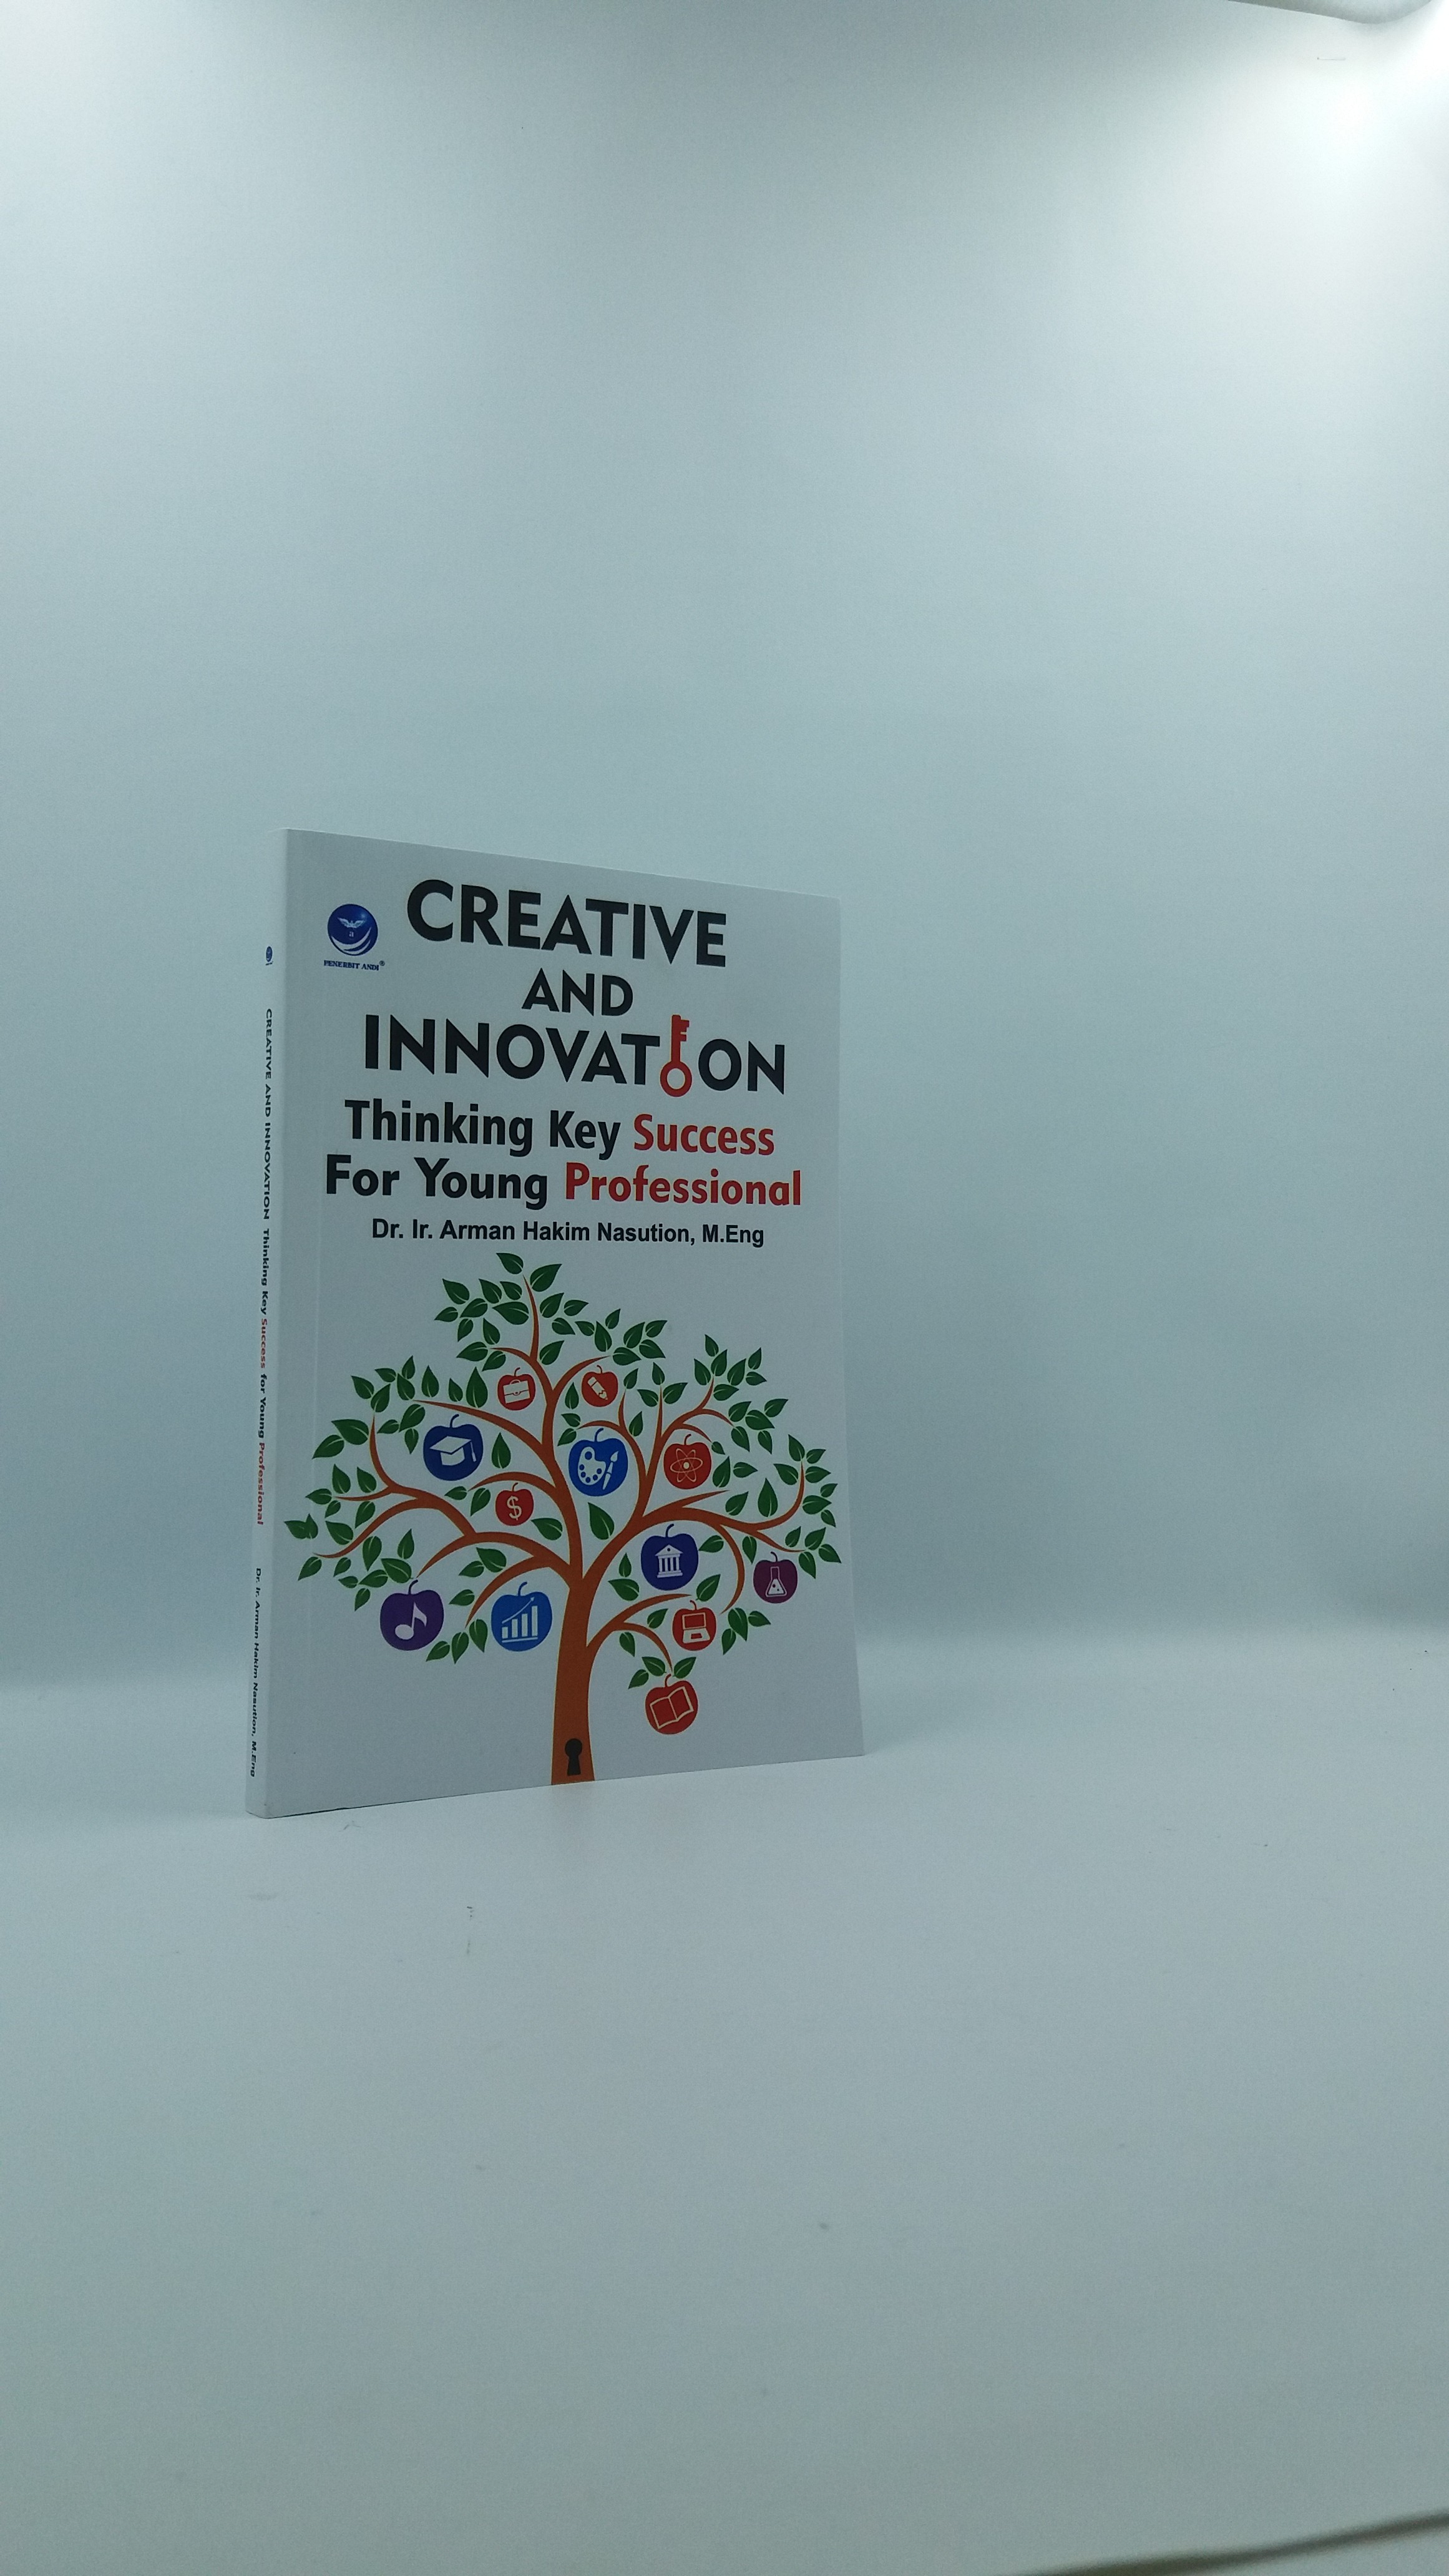 CREATIVE
AND
INNOVATION
Thinking Key Success
For Young Professional
Dr. Ir. Arman Hakim Nasution, M.Eng
a
PENERBIT ANDI®
$
CREATIVE AND INNOVATION Thinking Key Success for Young Professional Dr. Ir. Arman Hakim Nasution, M.Eng